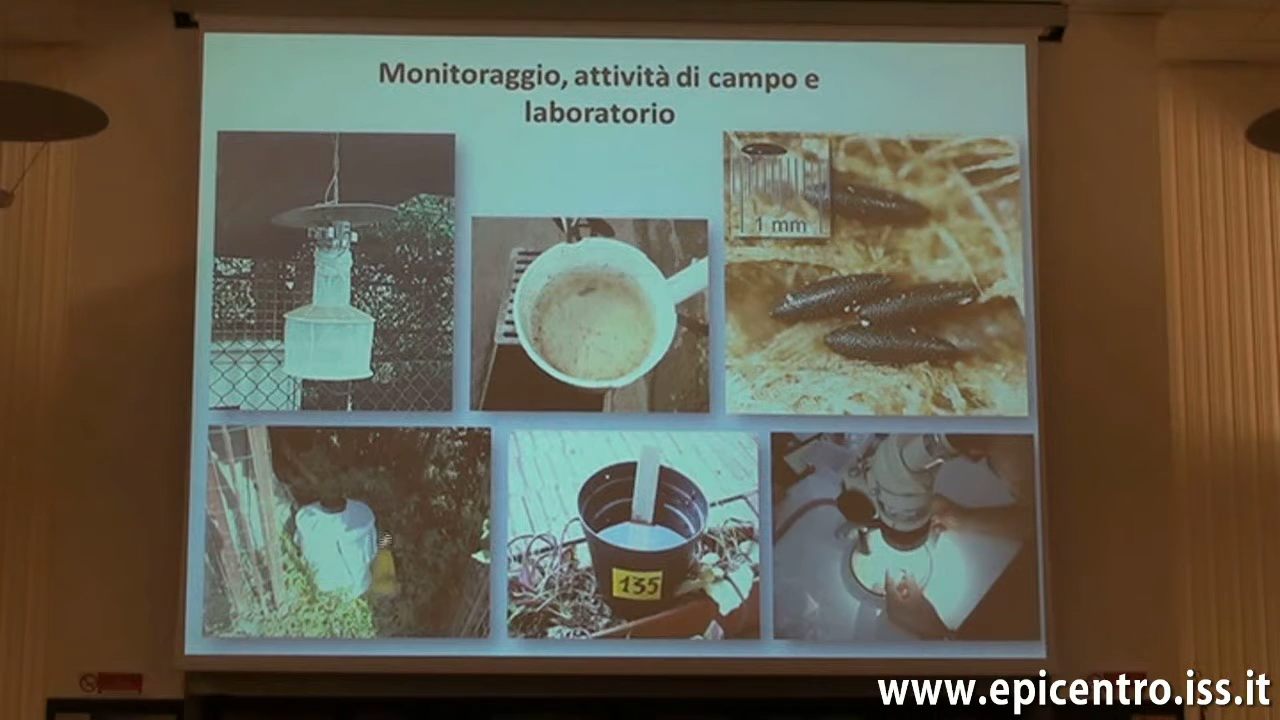 Monitoraggio, attività di campo e
laboratorio
1 mm
135
www.epicentro.iss.it